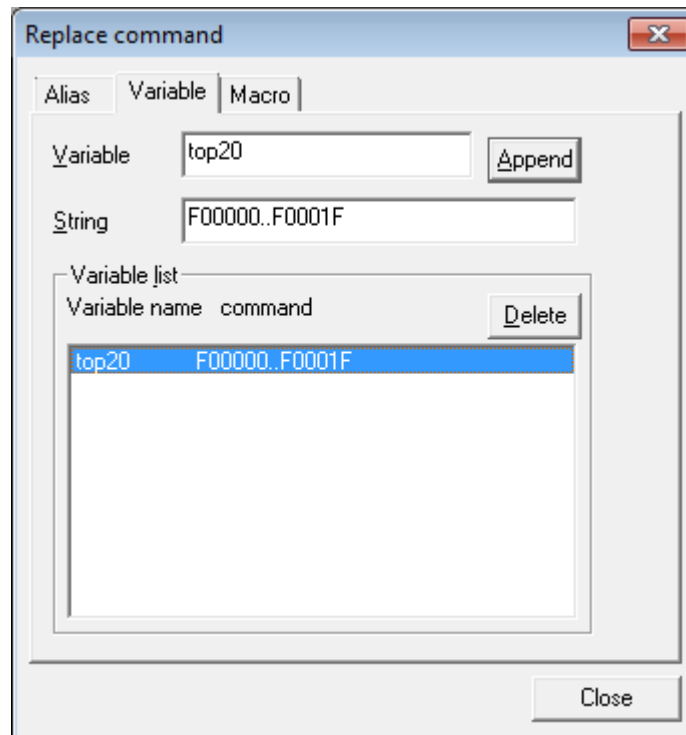 Replace command
Alias Variable Macro
Variable top20 Append
String F00000..F0001F
Variable list
Variable name command Delete
top20 F00000..F0001F
Close